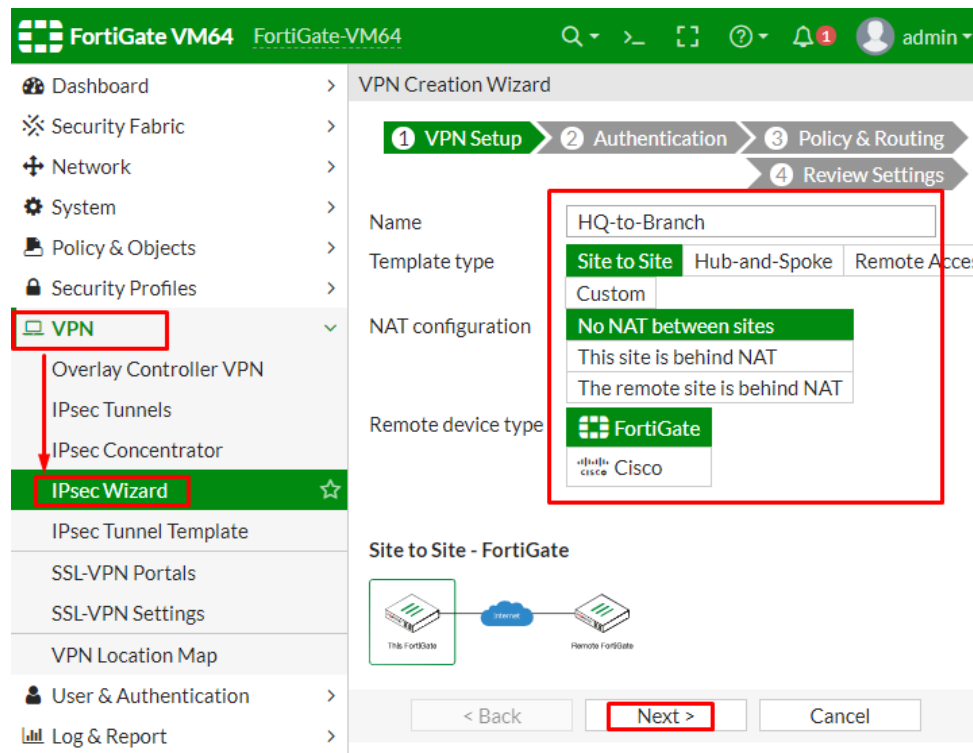 FortiGate VM64 FortiGate-VM64 >_ 1 admin
Dashboard
Security Fabric
Network
System
Policy & Objects
Security Profiles
VPN
Overlay Controller VPN
IPsec Tunnels
IPsec Concentrator
IPsec Wizard
IPsec Tunnel Template
SSL-VPN Portals
SSL-VPN Settings
VPN Location Map
User & Authentication
Log & Report
VPN Creation Wizard
1 VPN Setup 2 Authentication 3 Policy & Routing
4 Review Settings
Name HQ-to-Branch
Template type Site to Site Hub-and-Spoke Remote Acces
Custom
NAT configuration No NAT between sites
This site is behind NAT
The remote site is behind NAT
Remote device type FortiGate
CISCO Cisco
Site to Site - FortiGate
Internet
This FortiGate Remote FortiGate
< Back Next > Cancel